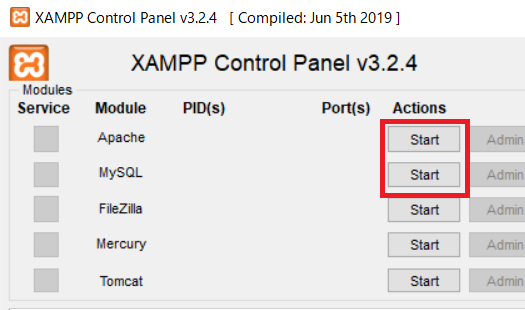 XAMPP Control Panel v3.2.4 [ Compiled: Jun 5th 2019 ]
XAMPP Control Panel v3.2.4
Modules
Service Module PID(s) Port(s) Actions
Apache Start Admin
MySQL Start Admin
FileZilla Start Admin
Mercury Start Admin
Tomcat Start Admin